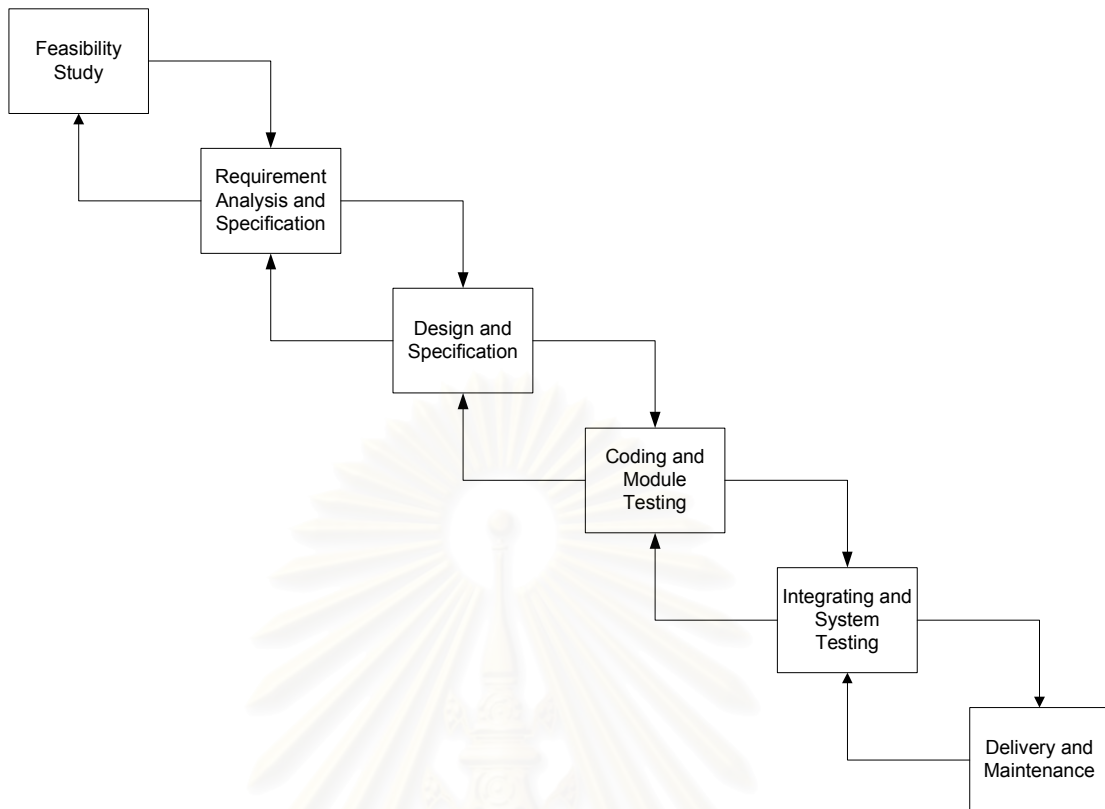 Feasibility
Study
Requirement
Analysis and
Specification
Design and
Specification
Coding and
Module
Testing
Integrating and
System
Testing
Delivery and
Maintenance